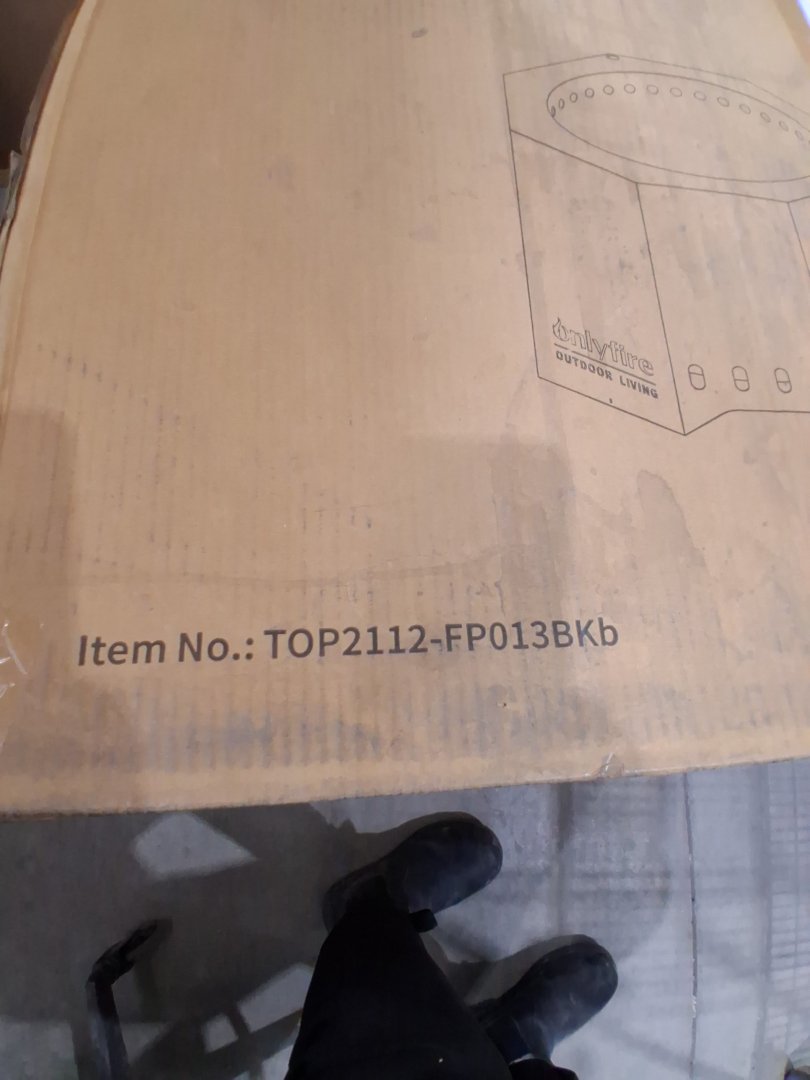 onlyfire
OUTDOOR LIVING
Item No.: TOP2112-FP013BKb